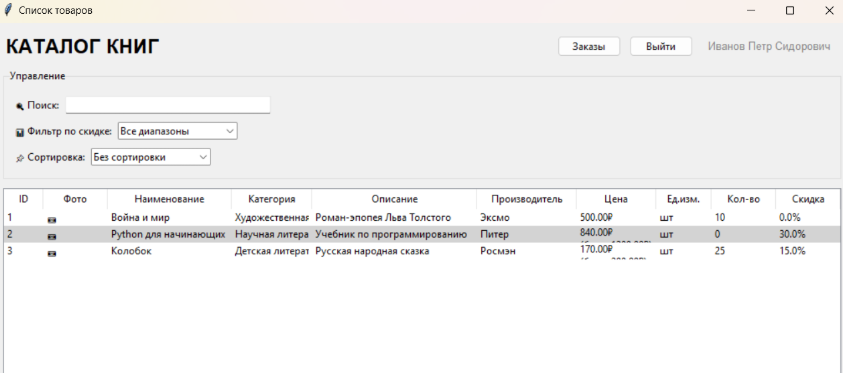 Список товаров
КАТАЛОГ КНИГ
Заказы
Выйти
Иванов Петр Сидорович
Управление
Поиск:
Фильтр по скидке: Все диапазоны
Сортировка: Без сортировки
ID Фото Наименование Категория Описание Производитель Цена Ед.изм. Кол-во Скидка
1 Война и мир Художественная Роман-эпопея Льва Толстого Эксмо 500.00₽ шт 10 0.0%
2 Python для начинающих Научная литера Учебник по программированию Питер 840.00₽ шт 0 30.0%
3 Колобок Детская литерат Русская народная сказка Росмэн 170.00₽ шт 25 15.0%